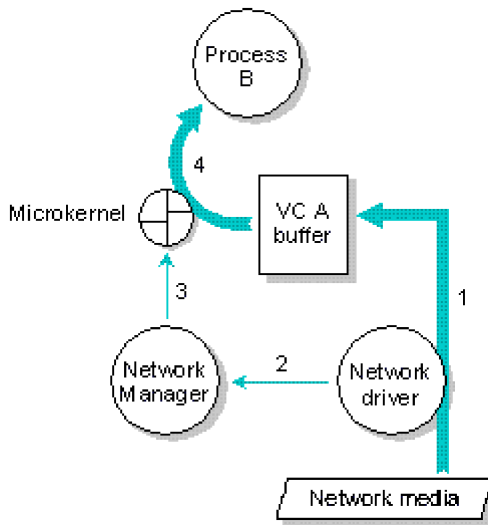 Process
B
4
Microkernel
VC A
buffer
1
3
Network
Manager
2
Network
driver
Network media